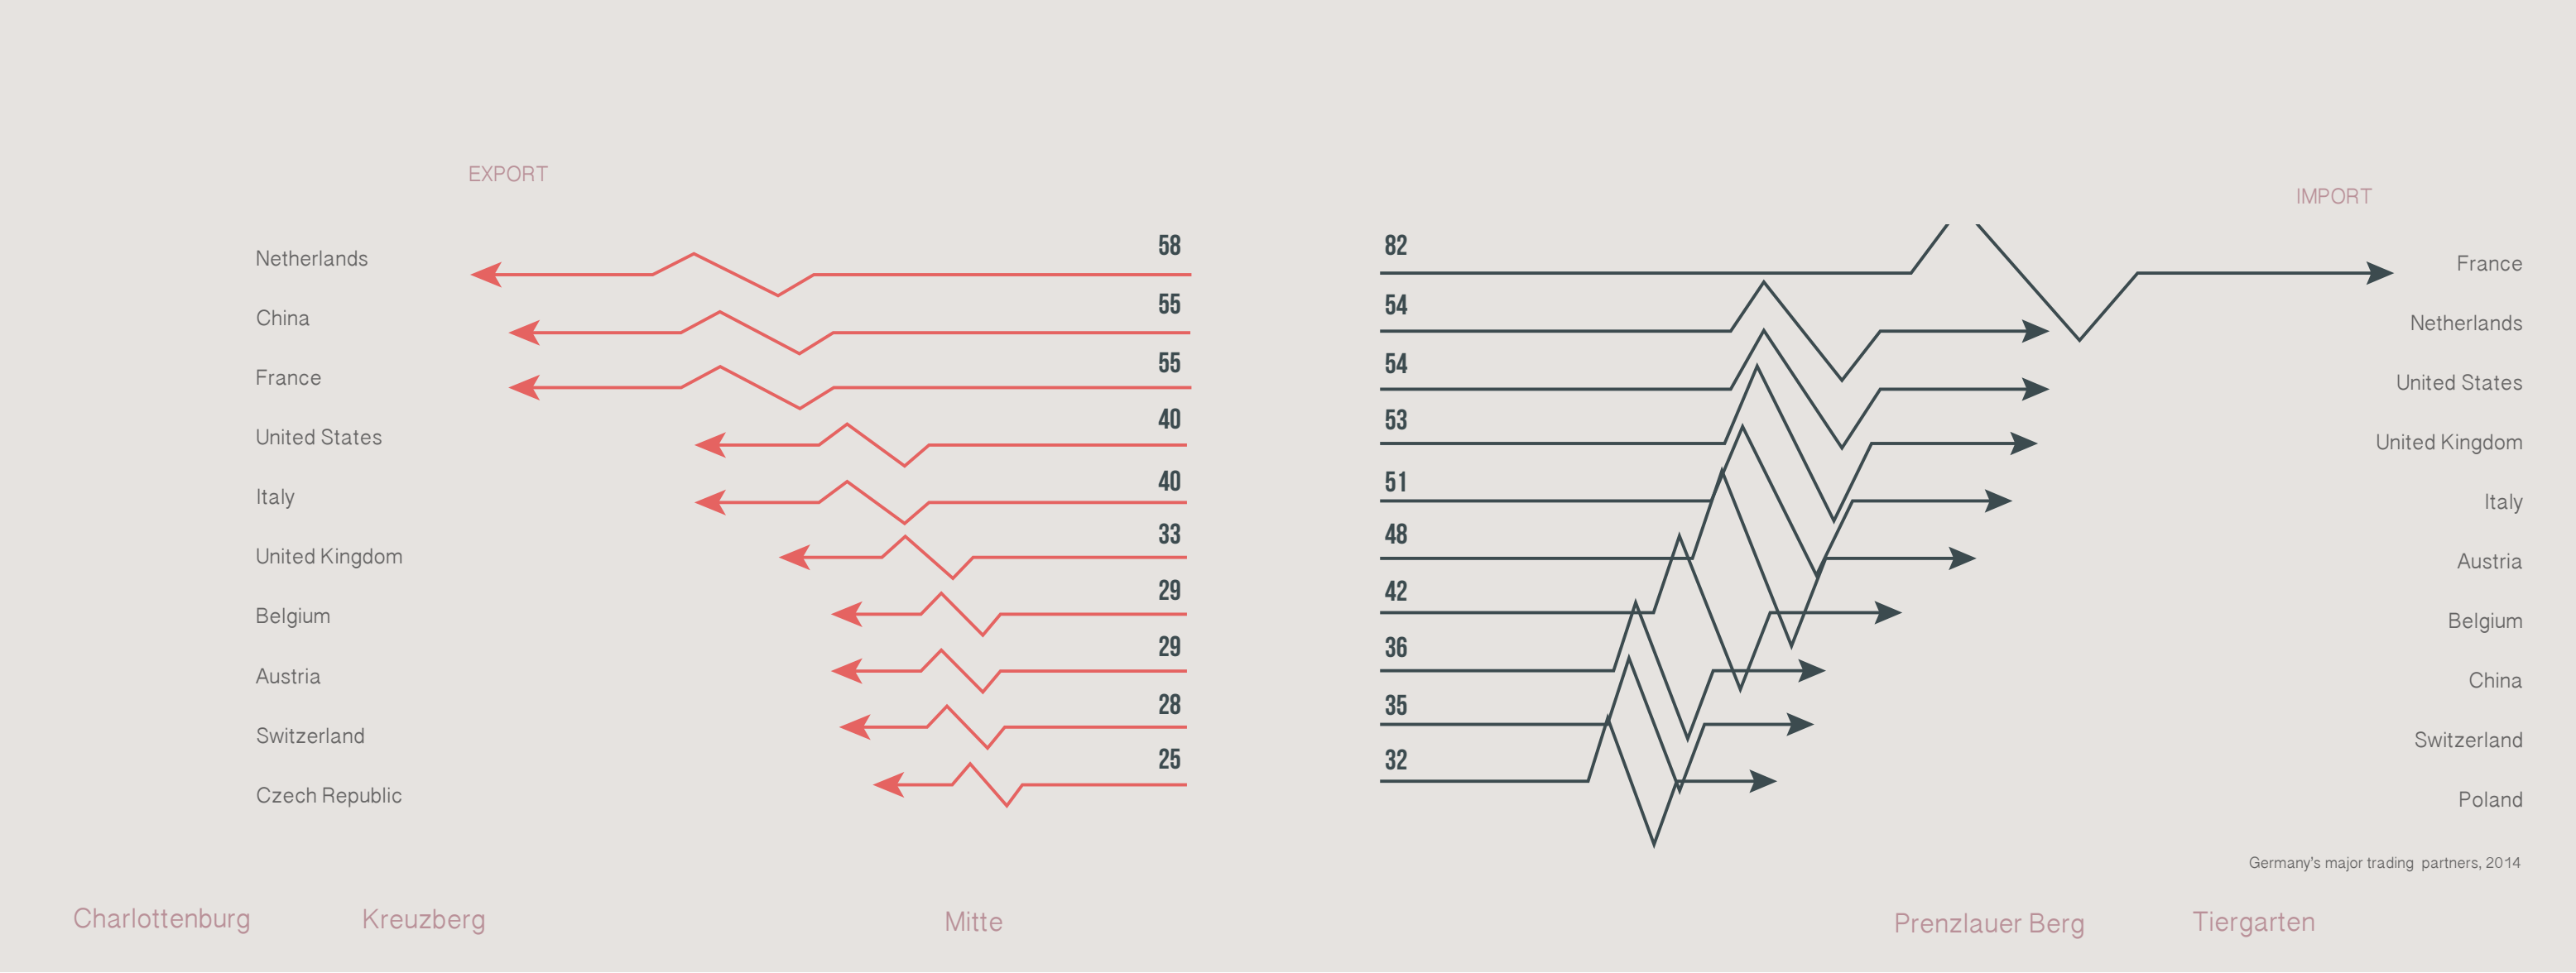 EXPORT
IMPORT
Netherlands 58
China 55
France 55
United States 40
Italy 40
United Kingdom 33
Belgium 29
Austria 29
Switzerland 28
Czech Republic 25
82 France
54 Netherlands
54 United States
53 United Kingdom
51 Italy
48 Austria
42 Belgium
36 China
35 Switzerland
32 Poland
Germany's major trading partners, 2014
Charlottenburg
Kreuzberg
Mitte
Prenzlauer Berg
Tiergarten